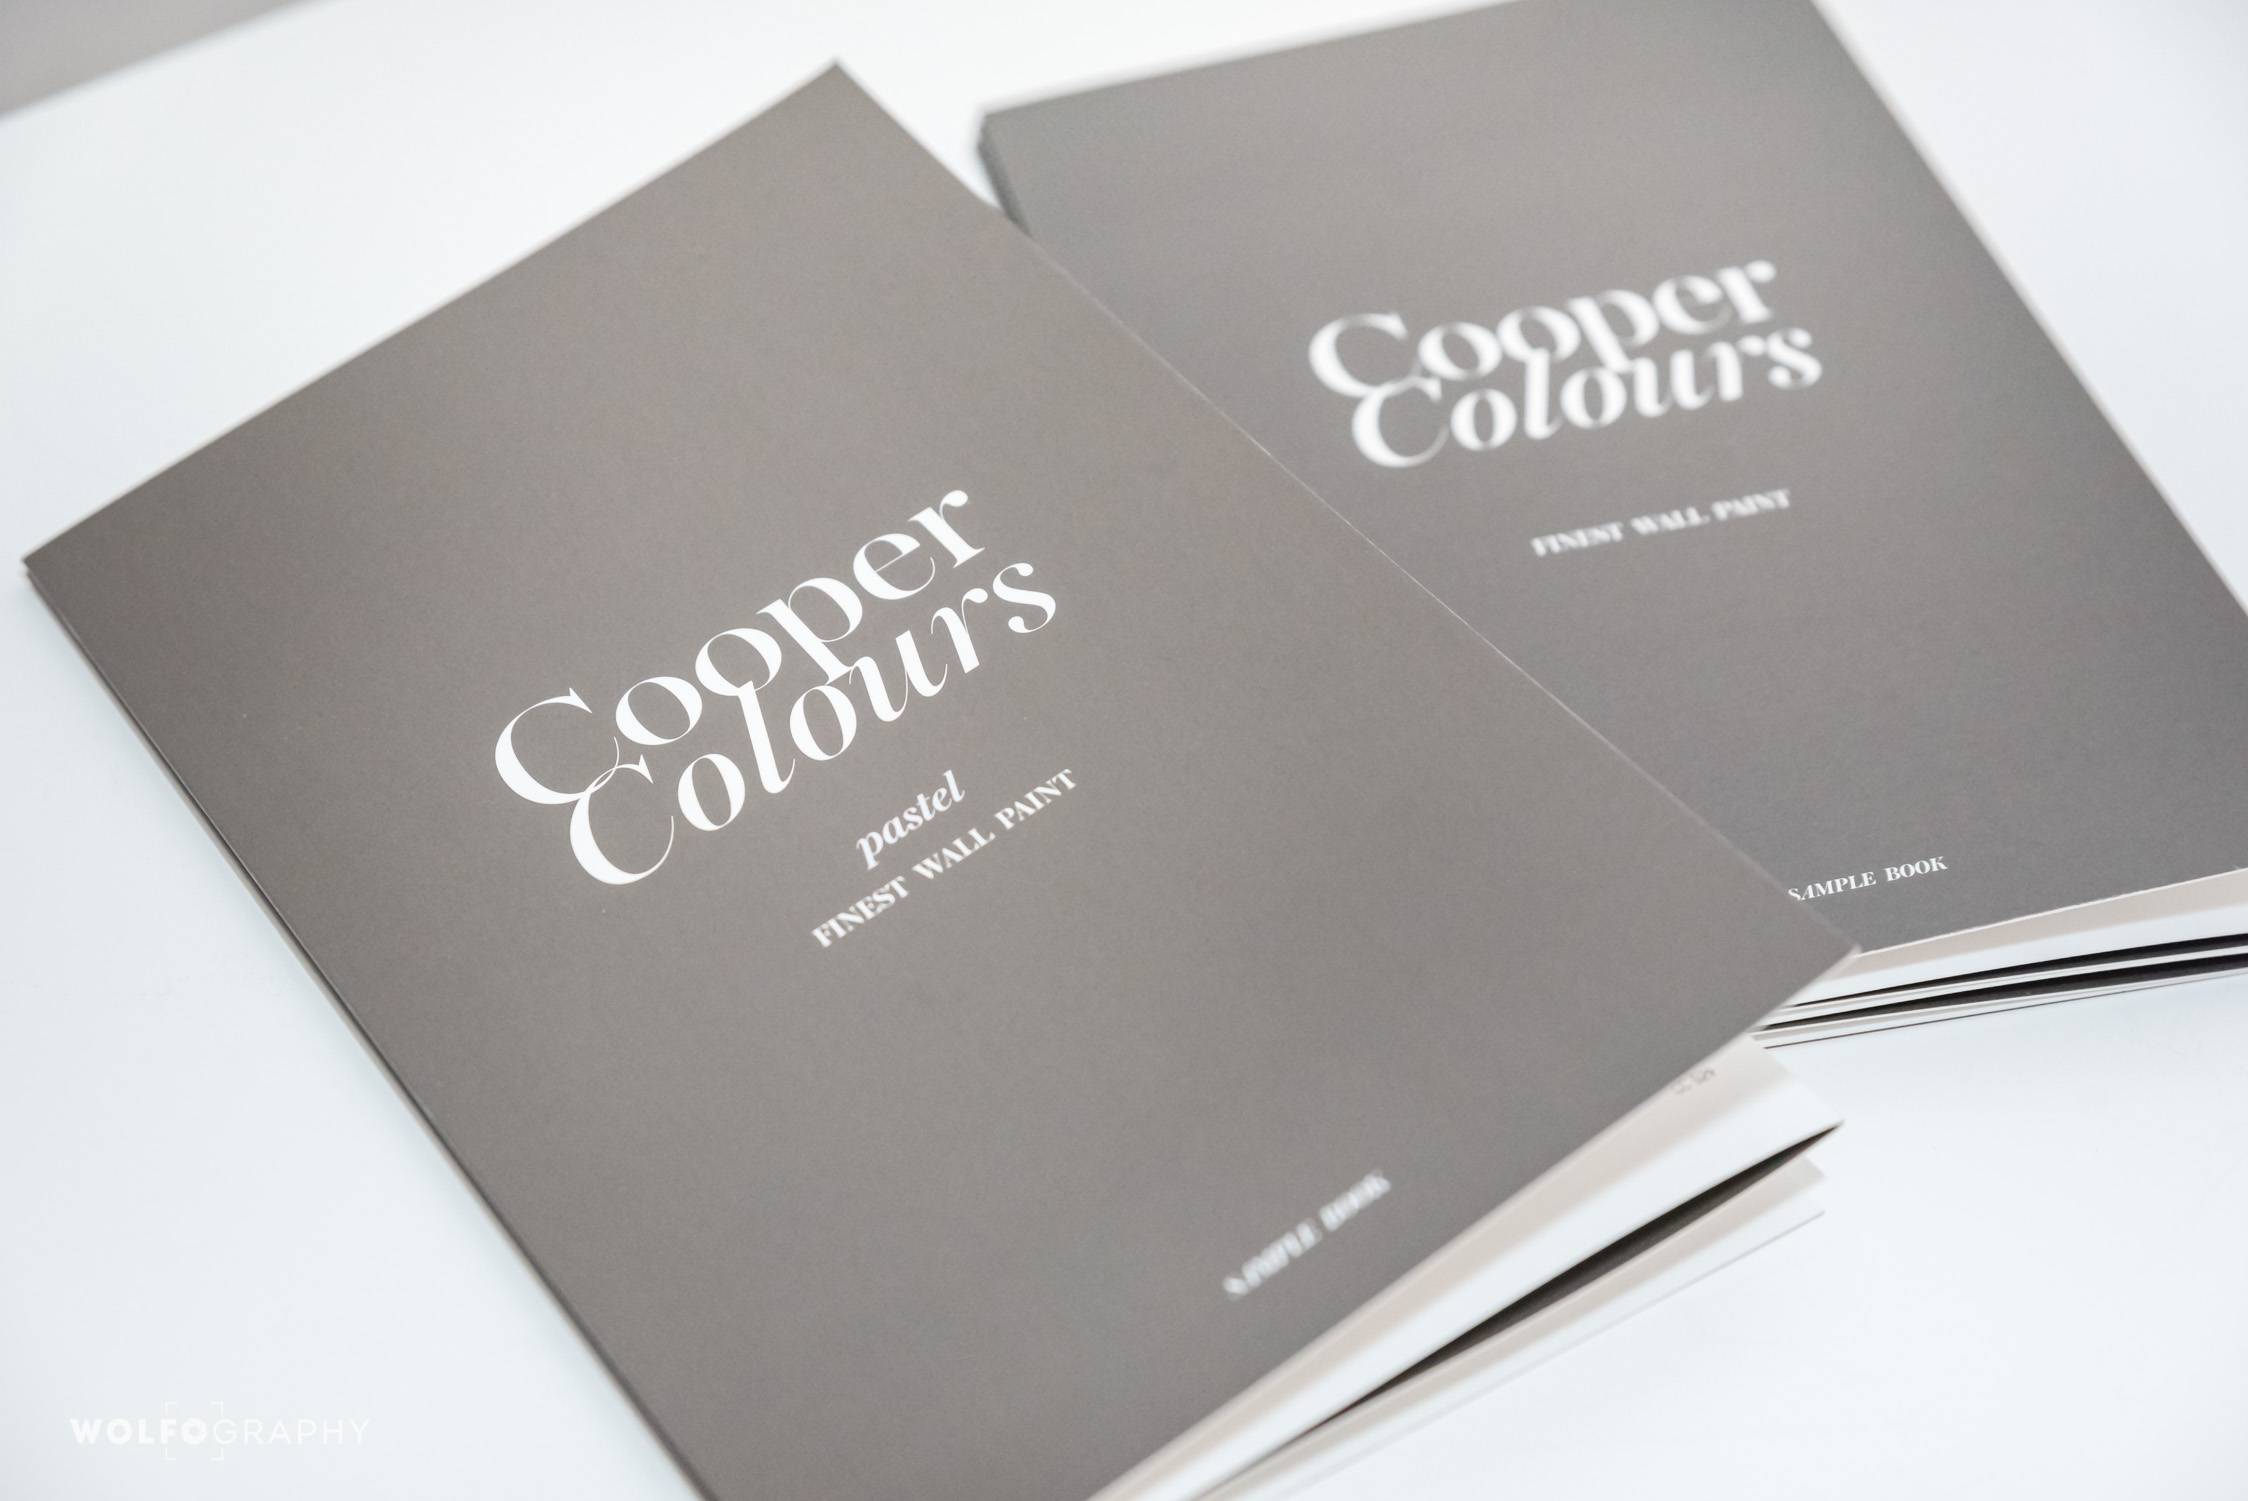 Cooper
Colours
pastel
FINEST WALL PAINT
SAMPLE BOOK
Cooper
Colours
FINEST WALL PAINT
SAMPLE BOOK
WOLFOGRAPHY